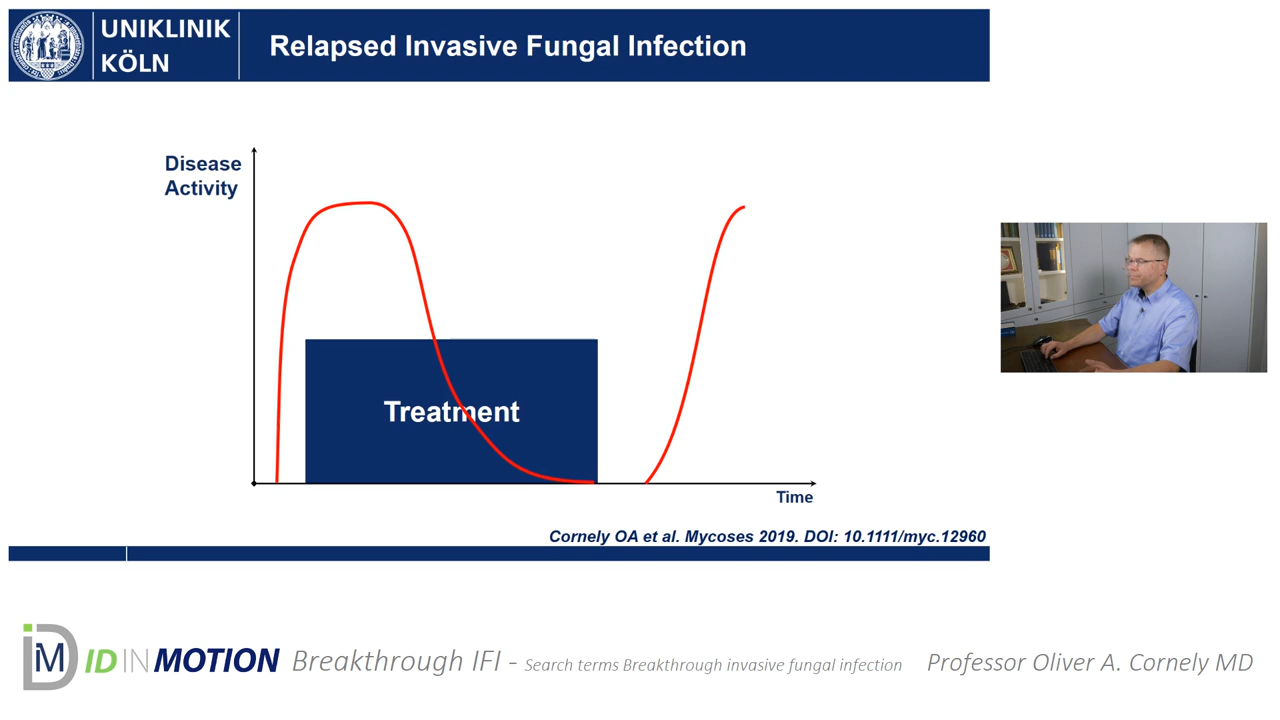 UNIKLINIK
KÖLN
Relapsed Invasive Fungal Infection
Disease
Activity
Treatment
Time
Cornely OA et al. Mycoses 2019. DOI: 10.1111/myc.12960
iDM ID IN MOTION Breakthrough IFI - Search terms Breakthrough invasive fungal infection Professor Oliver A. Cornely MD